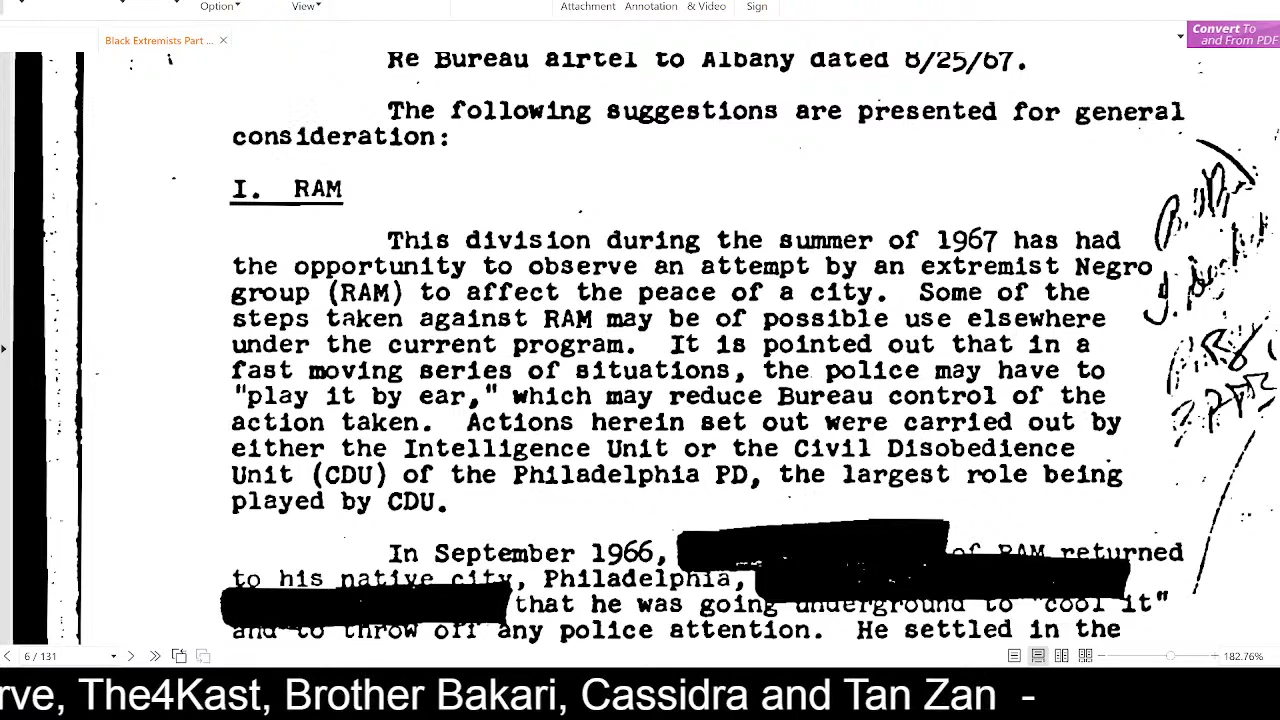 Option
View
Attachment Annotation & Video Sign
Black Extremists Part ...
Convert To
and From PDF
Re Bureau airtel to Albany dated 8/25/67.
The following suggestions are presented for general
consideration:
I. RAM
This division during the summer of 1967 has had
the opportunity to observe an attempt by an extremist Negro
group (RAM) to affect the peace of a city. Some of the
steps taken against RAM may be of possible use elsewhere
under the current program. It is pointed out that in a
fast moving series of situations, the police may have to
"play it by ear," which may reduce Bureau control of the
action taken. Actions herein set out were carried out by
either the Intelligence Unit or the Civil Disobedience
Unit (CDU) of the Philadelphia PD, the largest role being
played by CDU.
In September 1966, of RAM returned
to his native city, Philadelphia,
that he was going underground to "cool it"
and to throw off any police attention. He settled in the
6 / 131
182.76%
rve, The4Kast, Brother Bakari, Cassidra and Tan Zan -